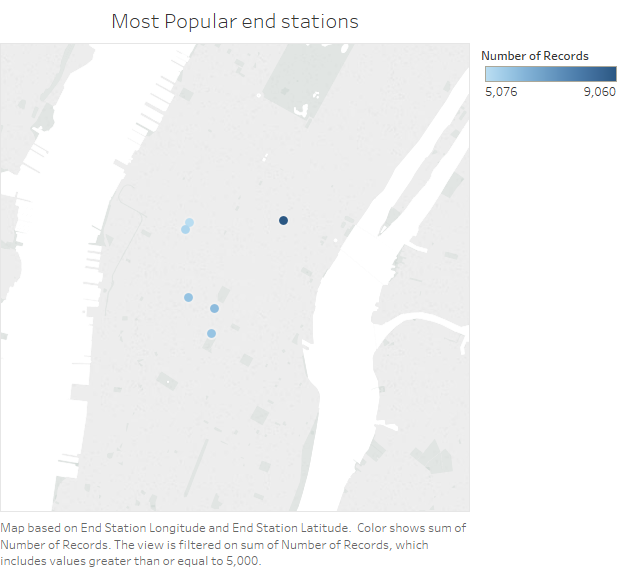 Most Popular end stations
Number of Records
5,076 9,060
Map based on End Station Longitude and End Station Latitude.  Color shows sum of
Number of Records. The view is filtered on sum of Number of Records, which
includes values greater than or equal to 5,000.